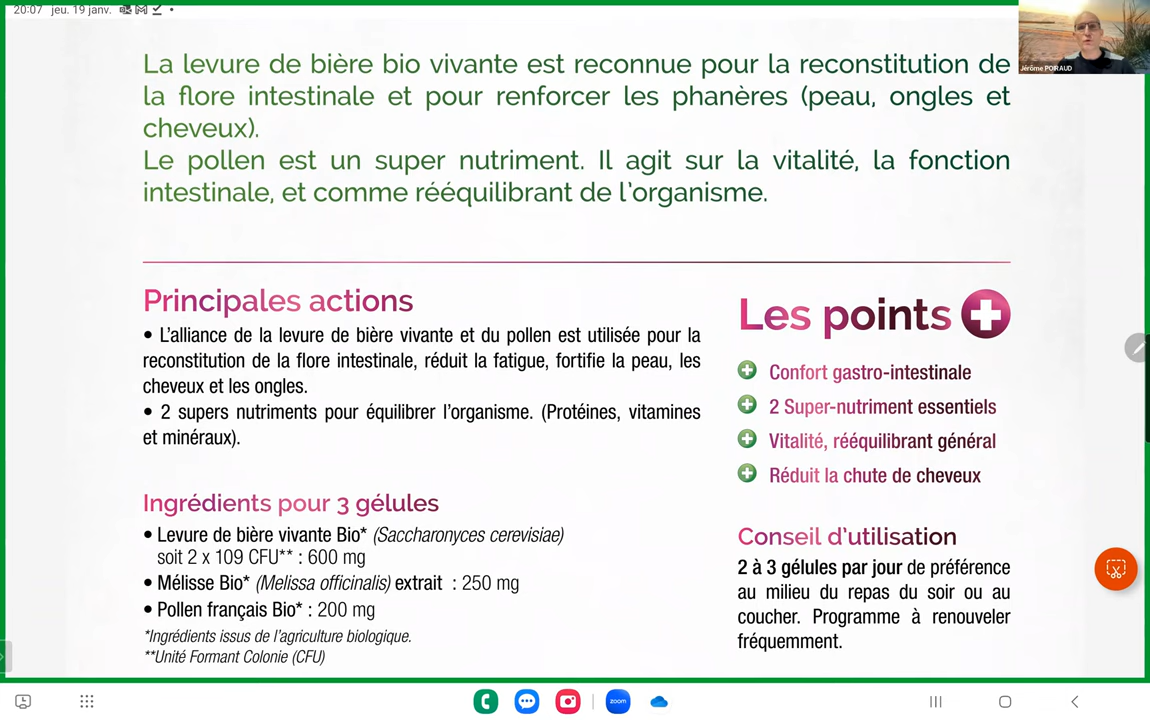 20:07 jeu. 19 janv.
Jérôme POIRAUD
La levure de bière bio vivante est reconnue pour la reconstitution de
la flore intestinale et pour renforcer les phanères (peau, ongles et
cheveux).
Le pollen est un super nutriment. Il agit sur la vitalité, la fonction
intestinale, et comme rééquilibrant de l’organisme.
Principales actions
• L’alliance de la levure de bière vivante et du pollen est utilisée pour la
reconstitution de la flore intestinale, réduit la fatigue, fortifie la peau, les
cheveux et les ongles.
• 2 supers nutriments pour équilibrer l’organisme. (Protéines, vitamines
et minéraux).
Ingrédients pour 3 gélules
• Levure de bière vivante Bio* (Saccharonyces cerevisiae)
soit 2 x 109 CFU** : 600 mg
• Mélisse Bio* (Melissa officinalis) extrait : 250 mg
• Pollen français Bio* : 200 mg
*Ingrédients issus de l’agriculture biologique.
**Unité Formant Colonie (CFU)
Les points +
Confort gastro-intestinale
2 Super-nutriment essentiels
Vitalité, rééquilibrant général
Réduit la chute de cheveux
Conseil d’utilisation
2 à 3 gélules par jour de préférence
au milieu du repas du soir ou au
coucher. Programme à renouveler
fréquemment.
zoom